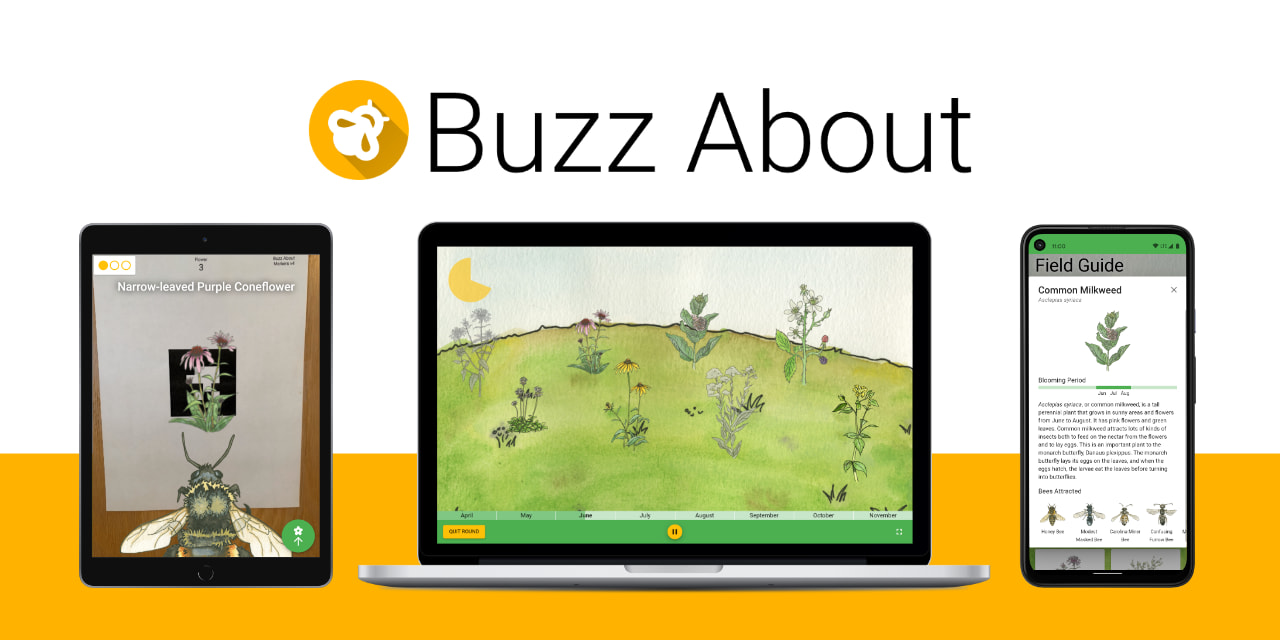 Buzz About
Flower
3
Buzz About
Narrow-leaved Purple Coneflower
April May June July August September October November
QUIT ROUND
11:00
Field Guide
Common Milkweed
Asclepias syriaca
Blooming Period
Jun Jul Aug
Asclepias syriaca, or common milkweed, is a tall
perennial plant that grows in sunny areas and flowers
from June to August. It has pink flowers and green
leaves. Common milkweed attracts lots of kinds of
insects both to feed on the nectar from the flowers
and to lay eggs. This is an important plant to the
monarch butterfly, Danaus plexippus. The monarch
butterfly lays its eggs on the leaves, and when the
eggs hatch, the larvae eat the leaves before turning
into butterflies.
Bees Attracted
Honey Bee
Modest
Masked Bee
Carolina Miner
Bee
Confusing
Furrow Bee